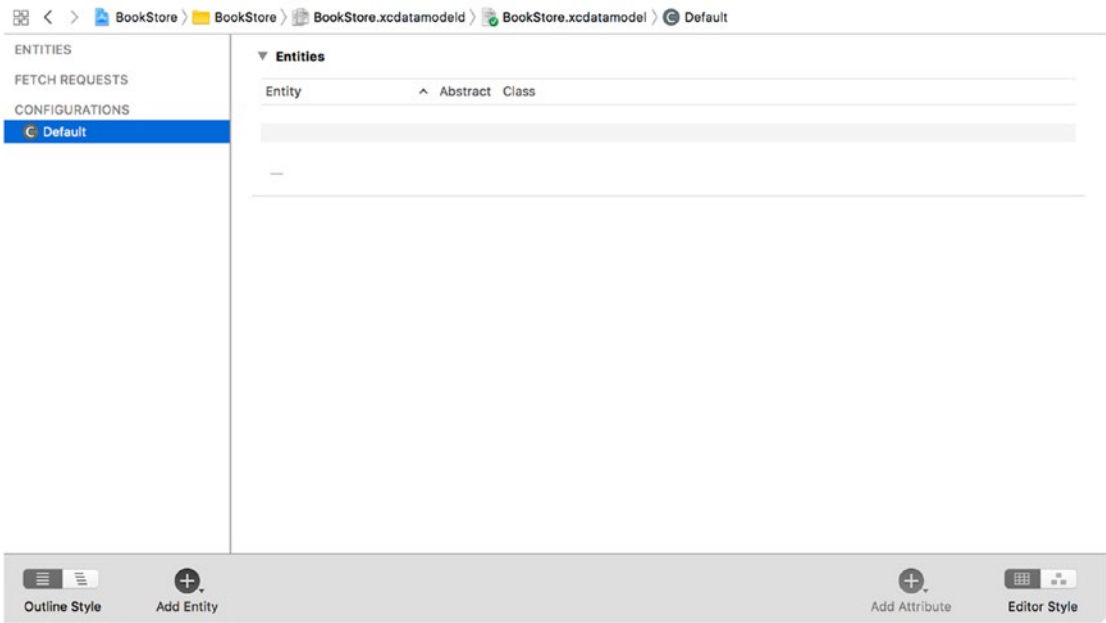 BookStore BookStore BookStore.xcdatamodeld BookStore.xcdatamodel C Default
ENTITIES
FETCH REQUESTS
CONFIGURATIONS
C Default
Entities
Entity Abstract Class
Outline Style Add Entity Add Attribute Editor Style